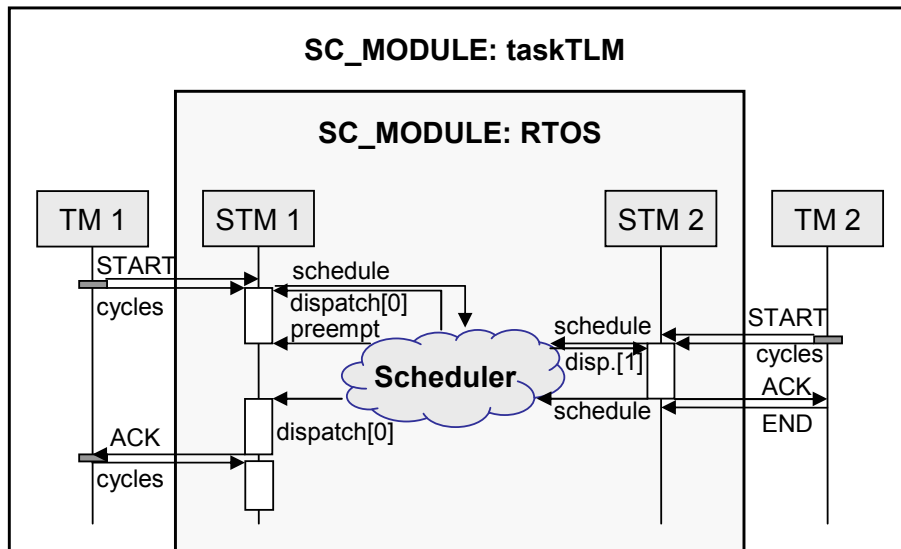 SC_MODULE: taskTLM
SC_MODULE: RTOS
TM 1
STM 1
STM 2
TM 2
START
cycles
schedule
dispatch[0]
preempt
schedule
disp.[1]
START
cycles
Scheduler
schedule
ACK
END
dispatch[0]
ACK
cycles